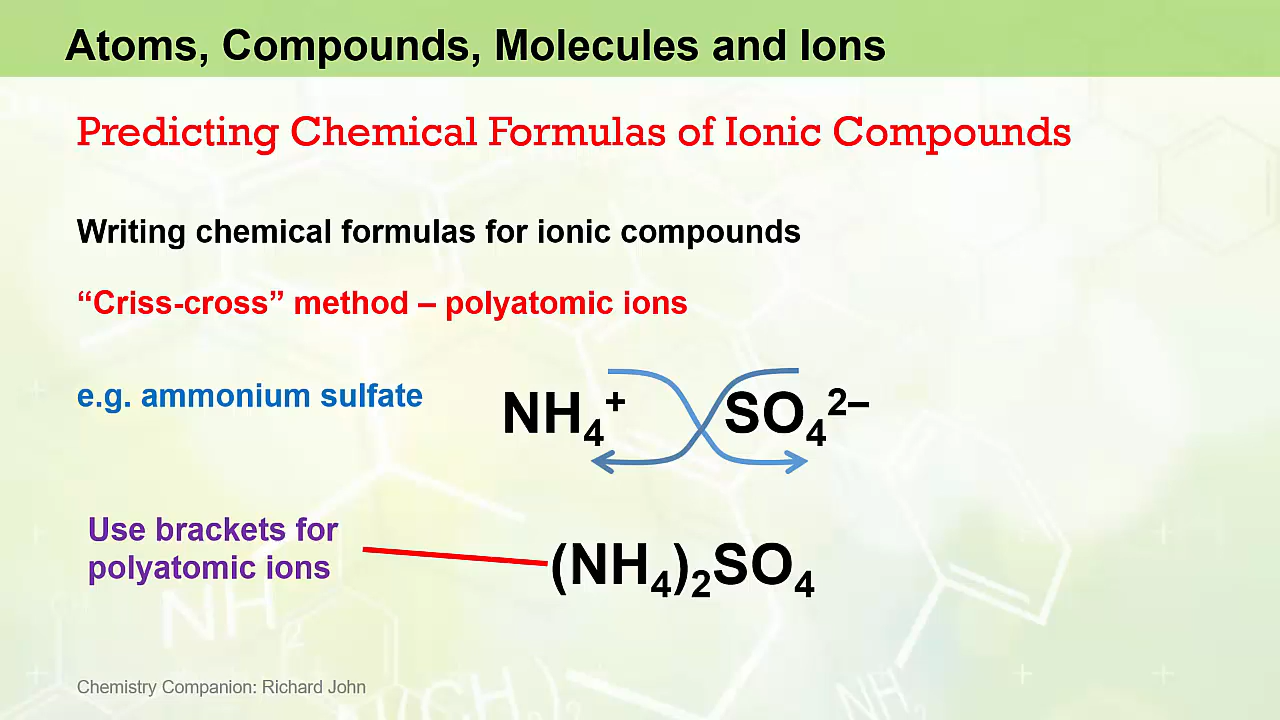 Atoms, Compounds, Molecules and Ions
Predicting Chemical Formulas of Ionic Compounds
Writing chemical formulas for ionic compounds
“Criss-cross” method – polyatomic ions
e.g. ammonium sulfate
NH₄⁺ SO₄²⁻
Use brackets for
polyatomic ions
(NH₄)₂SO₄
Chemistry Companion: Richard John